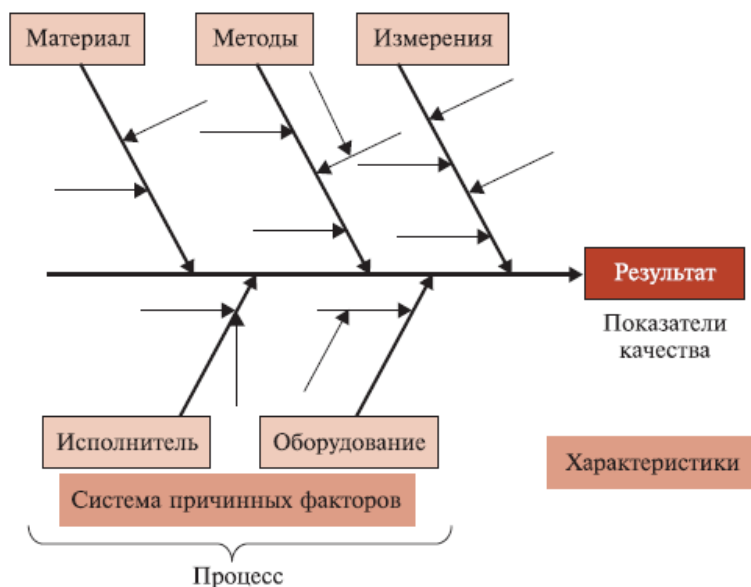 Материал
Методы
Измерения
Результат
Показатели
качества
Исполнитель
Оборудование
Характеристики
Система причинных факторов
Процесс